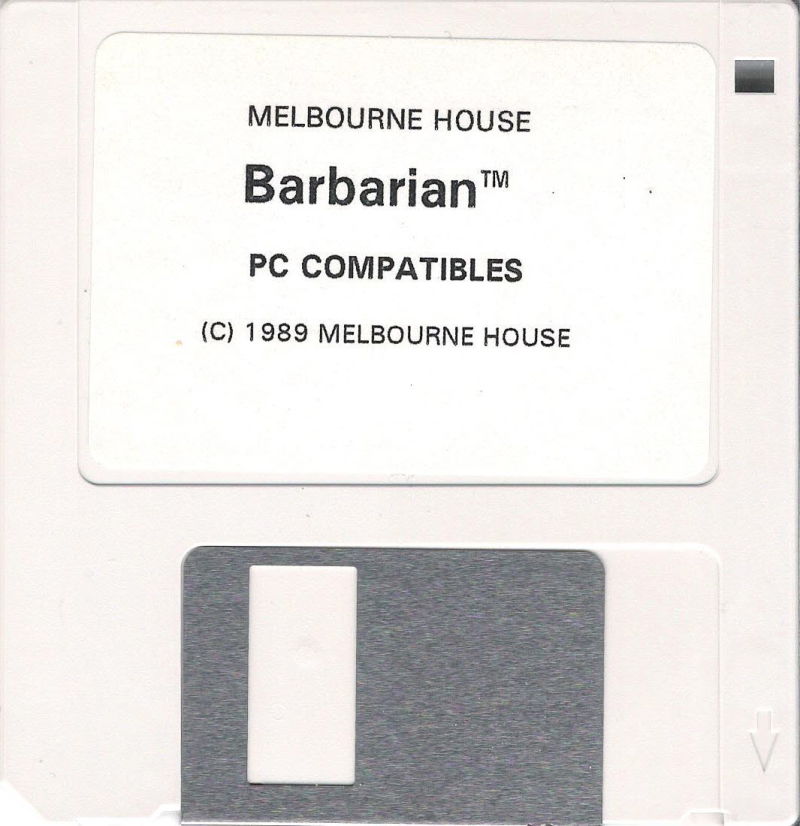 MELBOURNE HOUSE
Barbarian™
PC COMPATIBLES
(C) 1989 MELBOURNE HOUSE